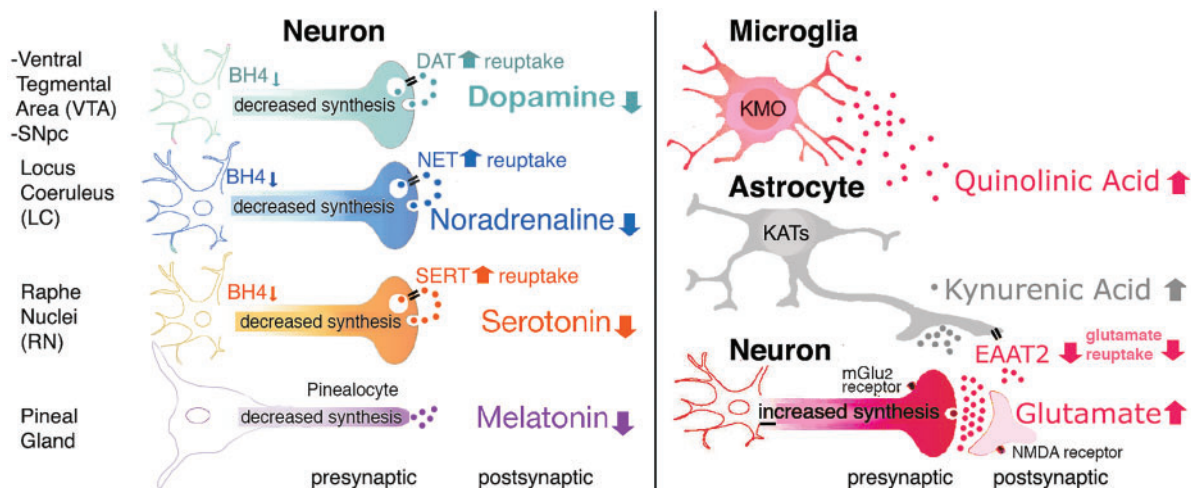 Neuron
-Ventral
Tegmental
Area (VTA)
-SNpc
BH4
DAT reuptake
decreased synthesis
Dopamine
Locus
Coeruleus
(LC)
BH4
NET reuptake
decreased synthesis
Noradrenaline
Raphe
Nuclei
(RN)
BH4
SERT reuptake
decreased synthesis
Serotonin
Pineal
Gland
Pinealocyte
decreased synthesis
Melatonin
presynaptic
postsynaptic
Microglia
KMO
Quinolinic Acid
Astrocyte
KATs
Kynurenic Acid
EAAT2
glutamate
reuptake
Neuron
mGlu2
receptor
increased synthesis
Glutamate
NMDA receptor
presynaptic
postsynaptic